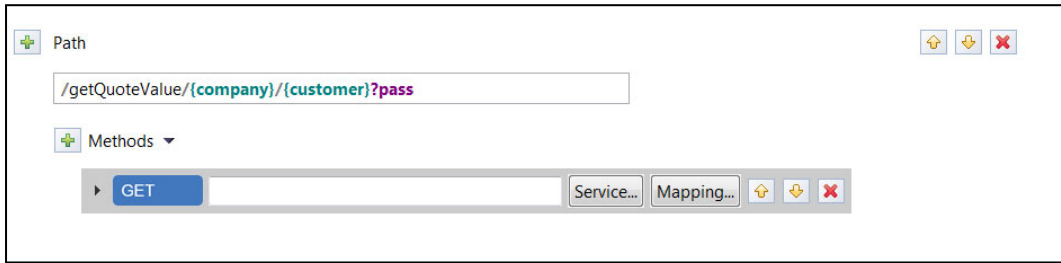 Path
/getQuoteValue/{company}/{customer}?pass
Methods
GET Service... Mapping...